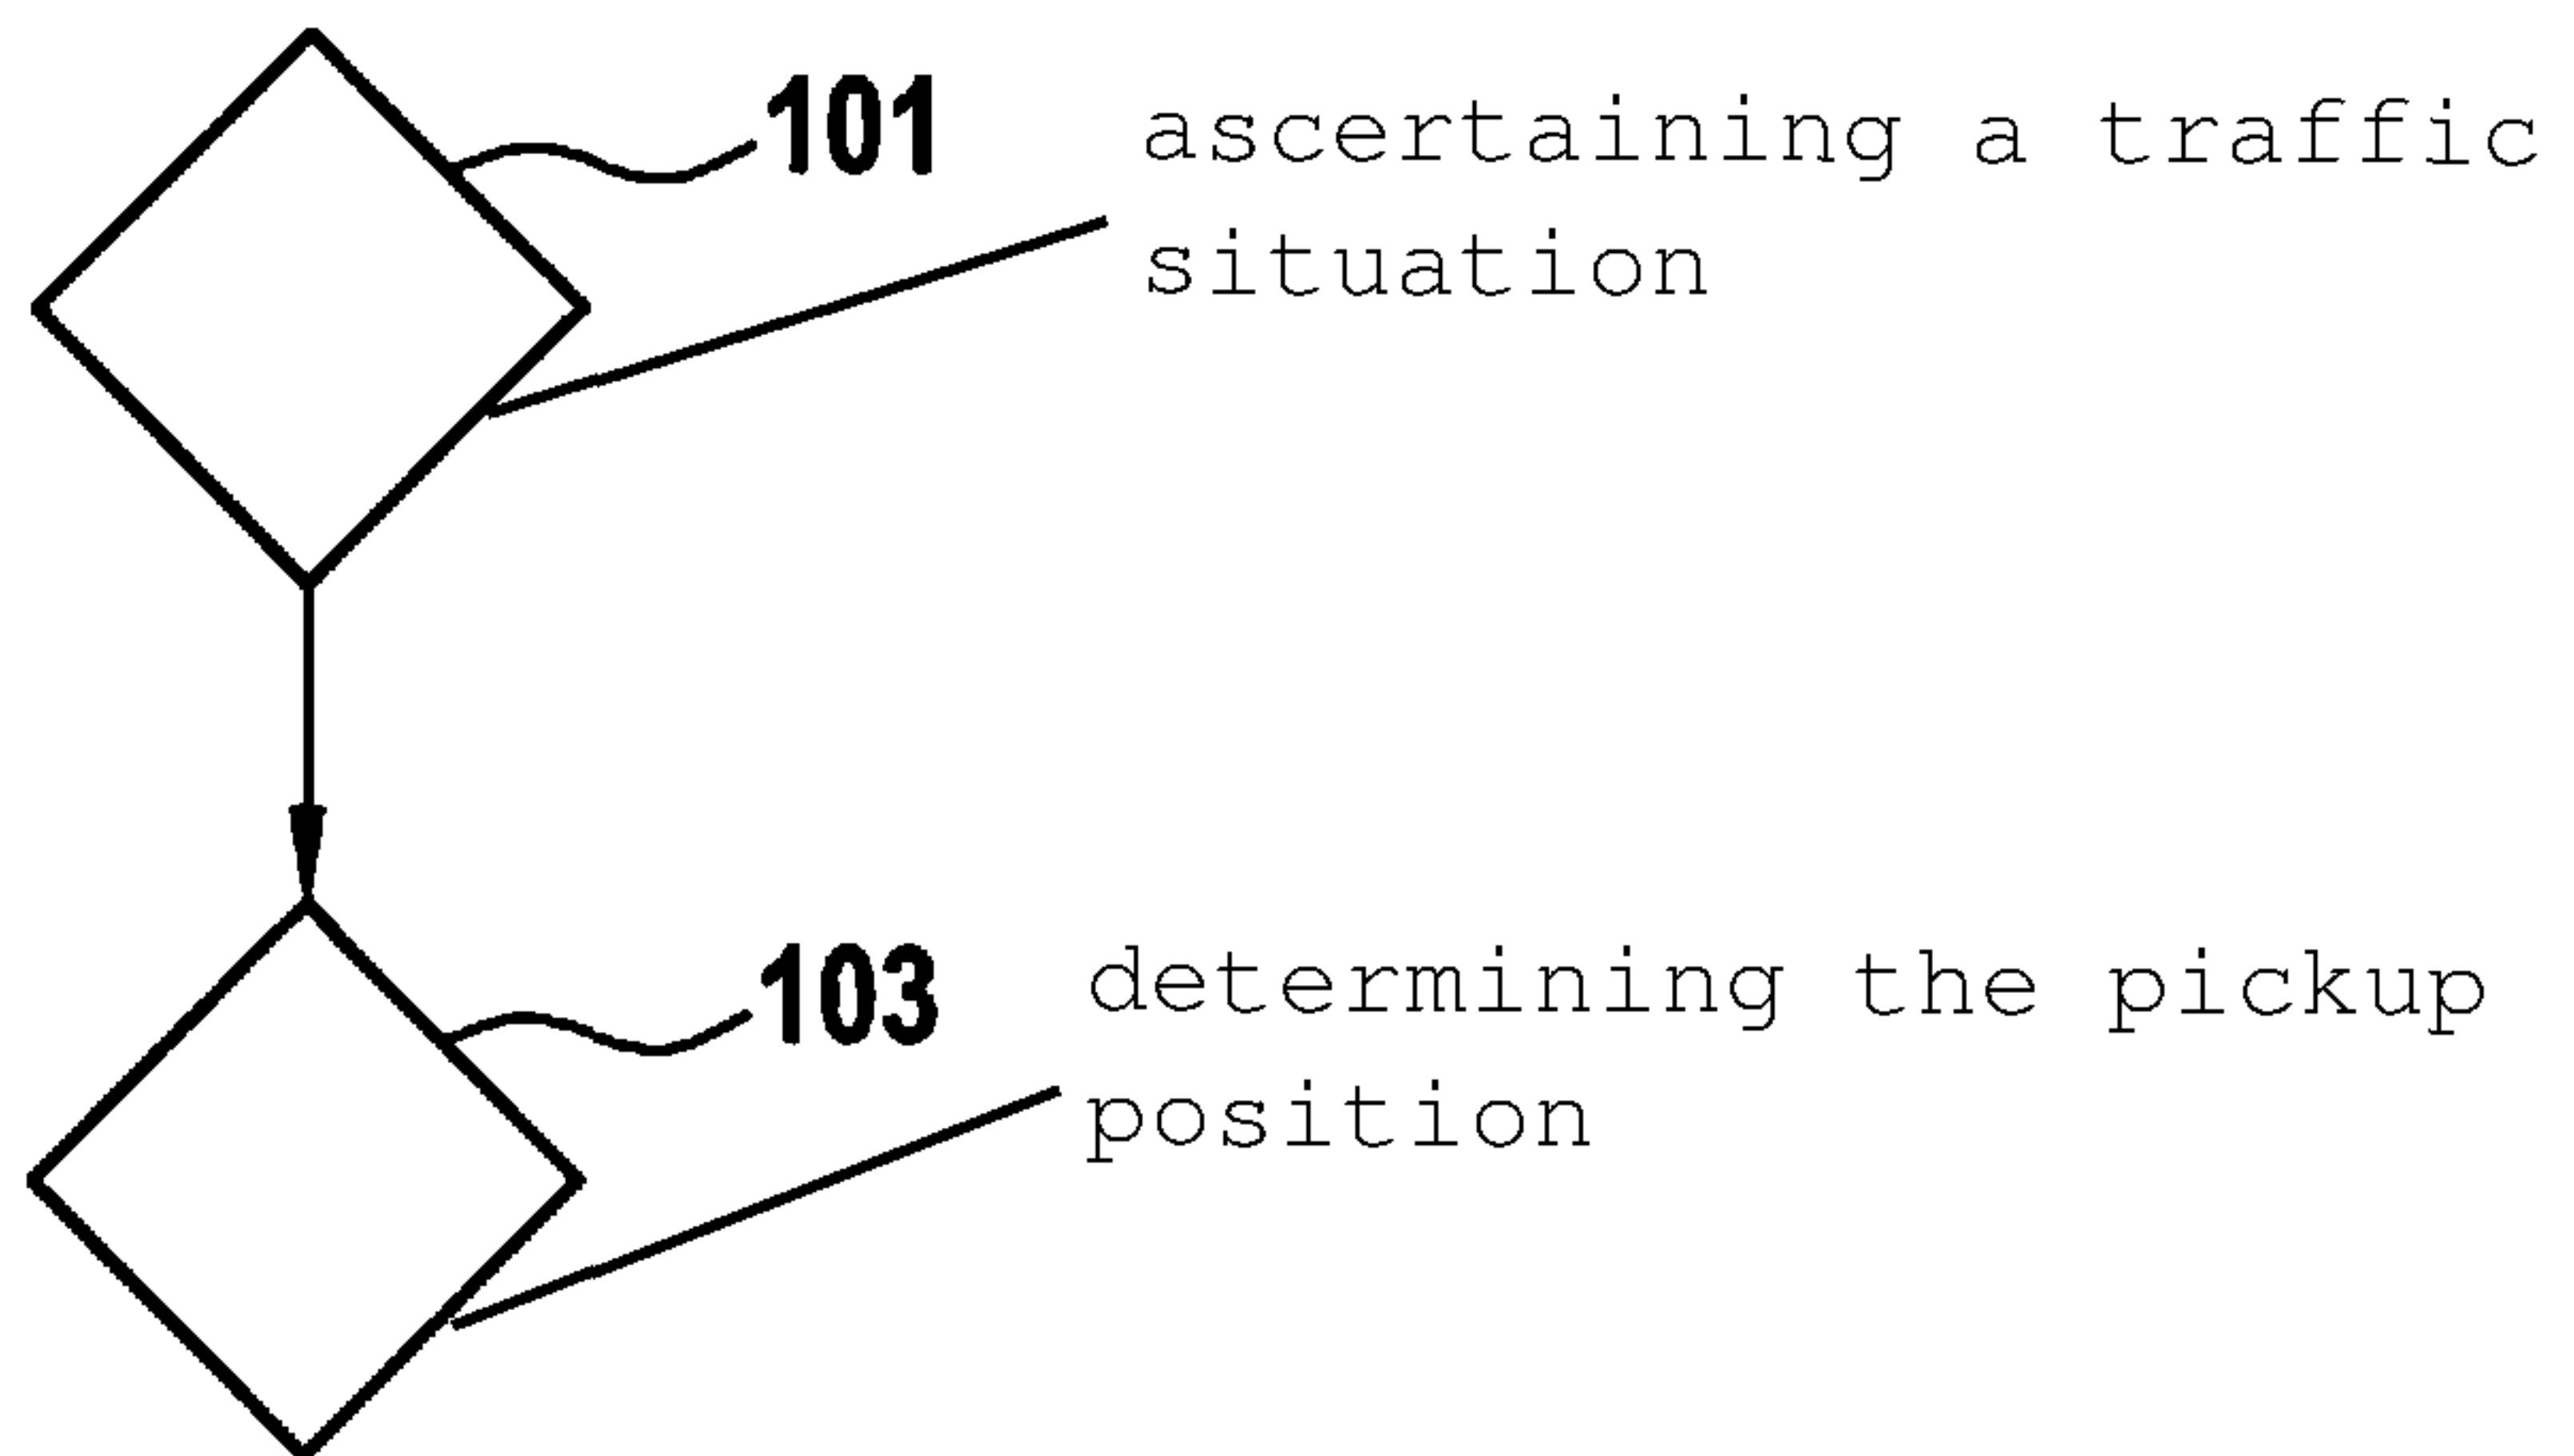 101 ascertaining a traffic
situation
103 determining the pickup
position